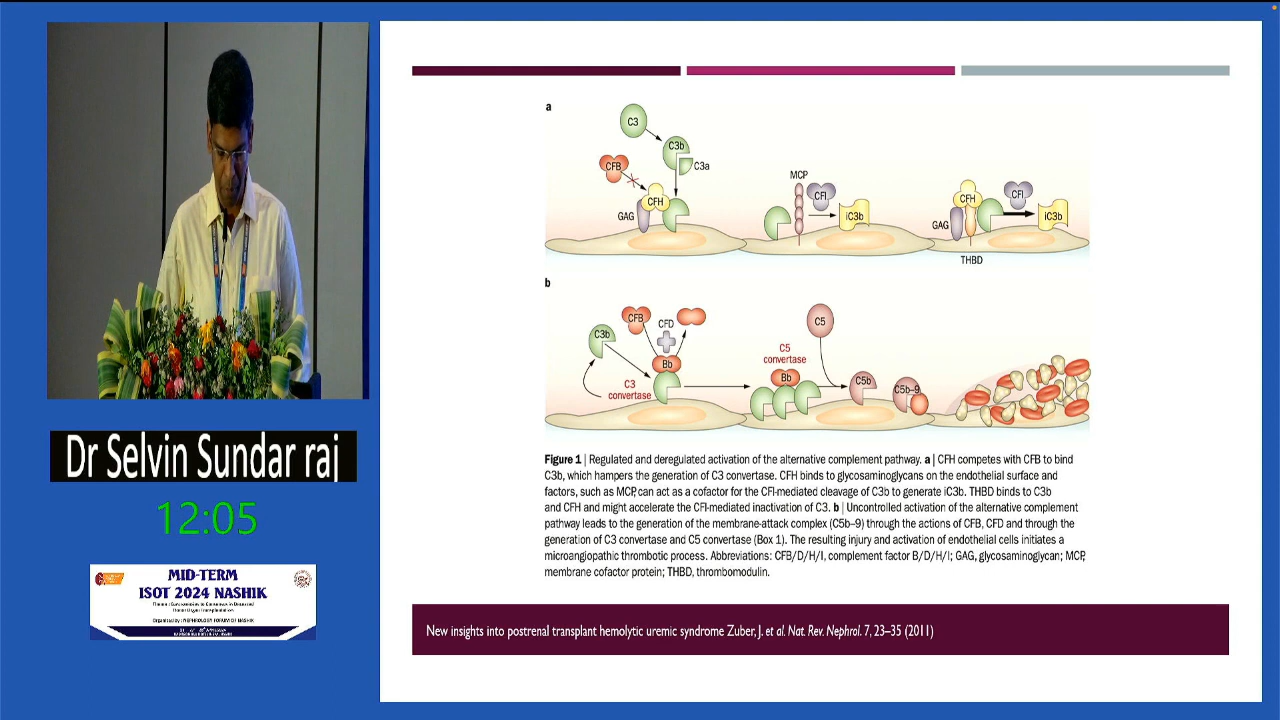 a
C3
C3b
C3a
CFB
CFH
GAG
MCP
CFI
iC3b
CFH
GAG
CFI
iC3b
THBD
b
C3b
CFB
CFD
Bb
C3
convertase
C5
convertase
Bb
C5
C5b
C5b–9
Figure 1 | Regulated and deregulated activation of the alternative complement pathway. a | CFH competes with CFB to bind
C3b, which hampers the generation of C3 convertase. CFH binds to glycosaminoglycans on the endothelial surface and
factors, such as MCP, can act as a cofactor for the CFI-mediated cleavage of C3b to generate iC3b. THBD binds to C3b
and CFH and might accelerate the CFI-mediated inactivation of C3. b | Uncontrolled activation of the alternative complement
pathway leads to the generation of the membrane-attack complex (C5b–9) through the actions of CFB, CFD and through the
generation of C3 convertase and C5 convertase (Box 1). The resulting injury and activation of endothelial cells initiates a
microangiopathic thrombotic process. Abbreviations: CFB/D/H/I, complement factor B/D/H/I; GAG, glycosaminoglycan; MCP,
membrane cofactor protein; THBD, thrombomodulin.
New insights into postrenal transplant hemolytic uremic syndrome Zuber, J. et al. Nat. Rev. Nephrol. 7, 23–35 (2011)
Dr Selvin Sundar raj
12:05
MID-TERM
ISOT 2024 NASHIK
Organised by : NEPHROLOGY FORUM OF NASHIK